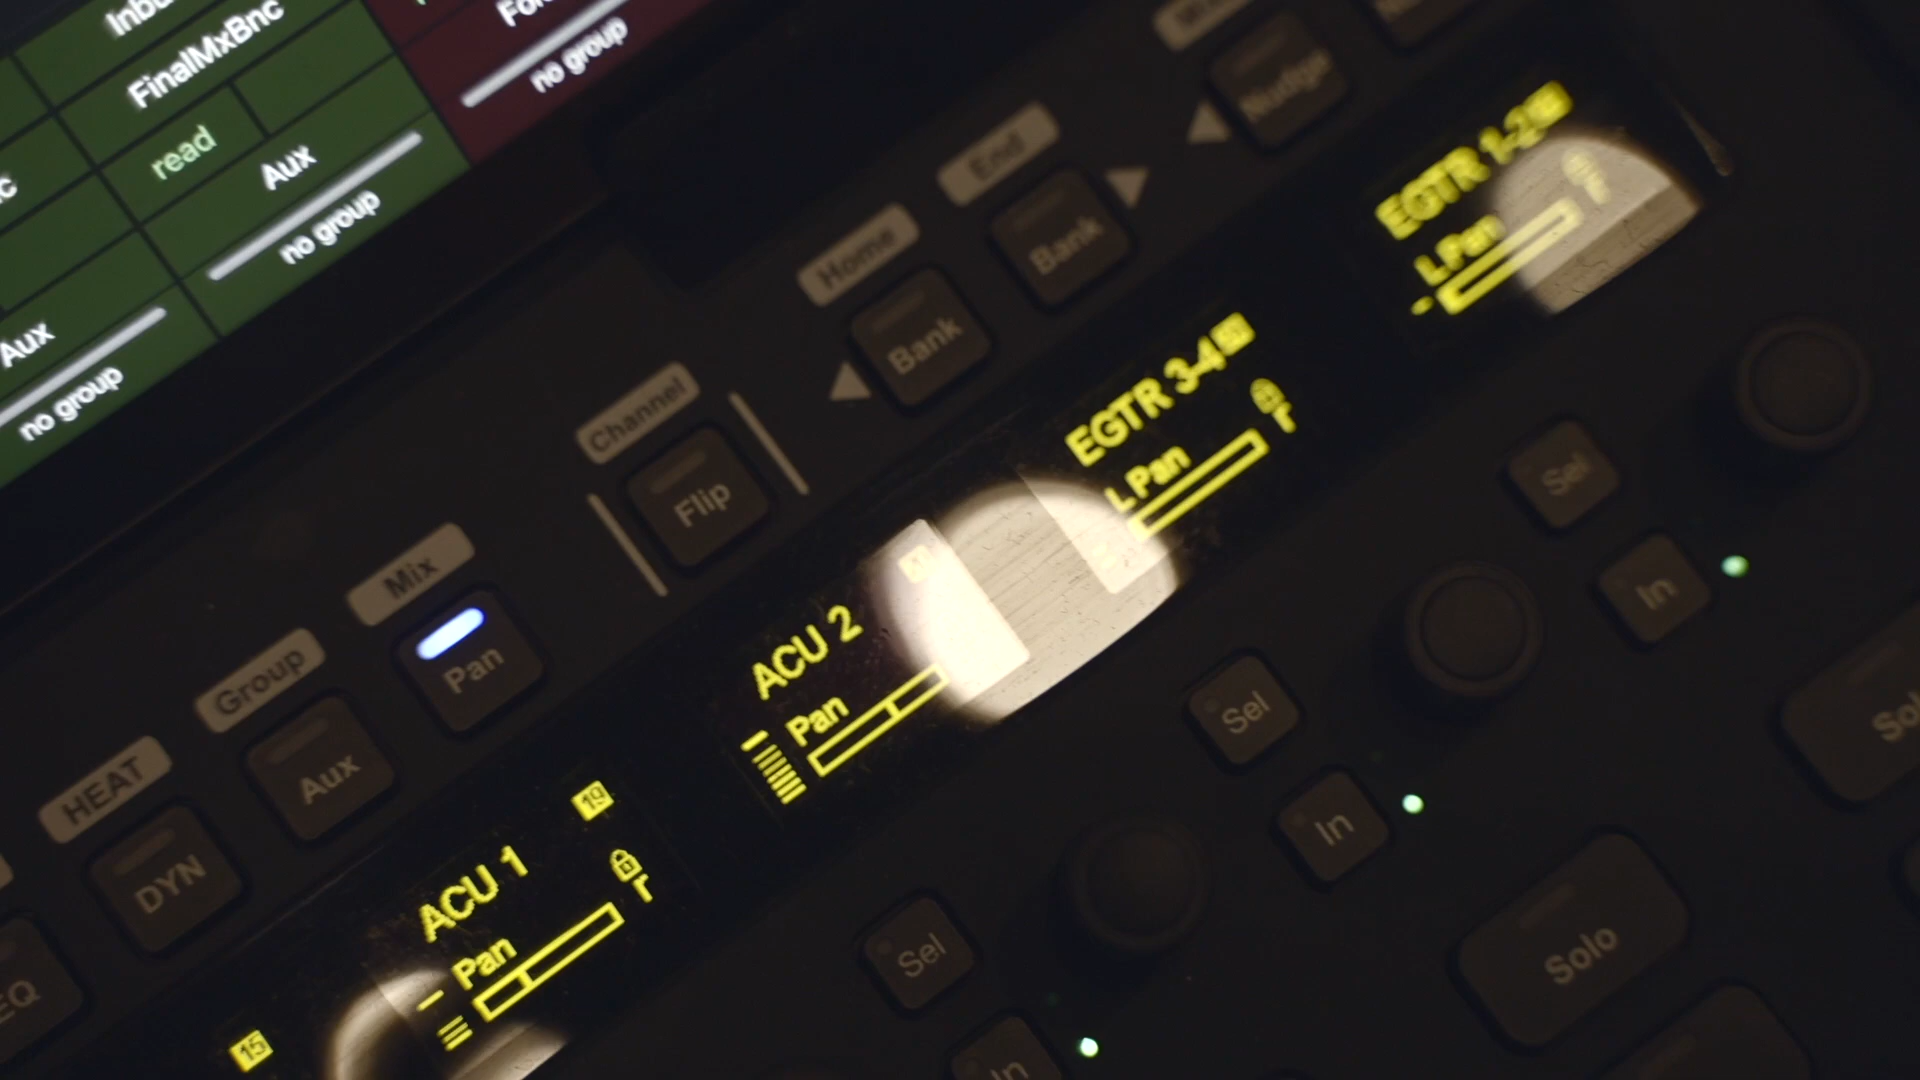 FinalMxBnc
read
Aux
no group
no group
Aux
no group
Nudge
End
Bank
Home
Bank
Channel
Flip
Mix
Pan
Group
Aux
HEAT
DYN
EQ
EGTR 1-2
L Pan
EGTR 3-4
L Pan
ACU 2
Pan
19
ACU 1
Pan
15
Sel
In
Sel
In
Sel
In
Solo